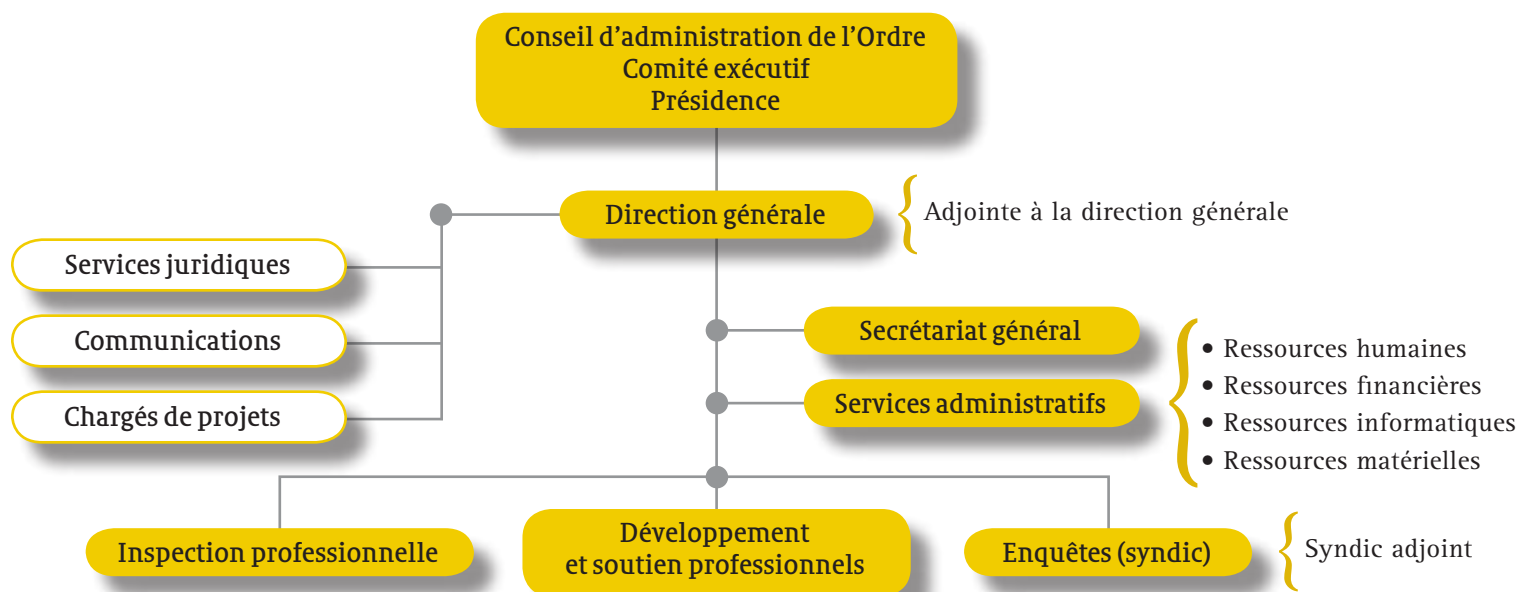 Conseil d'administration de l'Ordre
Comité exécutif
Présidence
Direction générale
Adjointe à la direction générale
Services juridiques
Communications
Chargés de projets
Secrétariat général
Services administratifs
• Ressources humaines
• Ressources financières
• Ressources informatiques
• Ressources matérielles
Inspection professionnelle
Développement
et soutien professionnels
Enquêtes (syndic)
Syndic adjoint